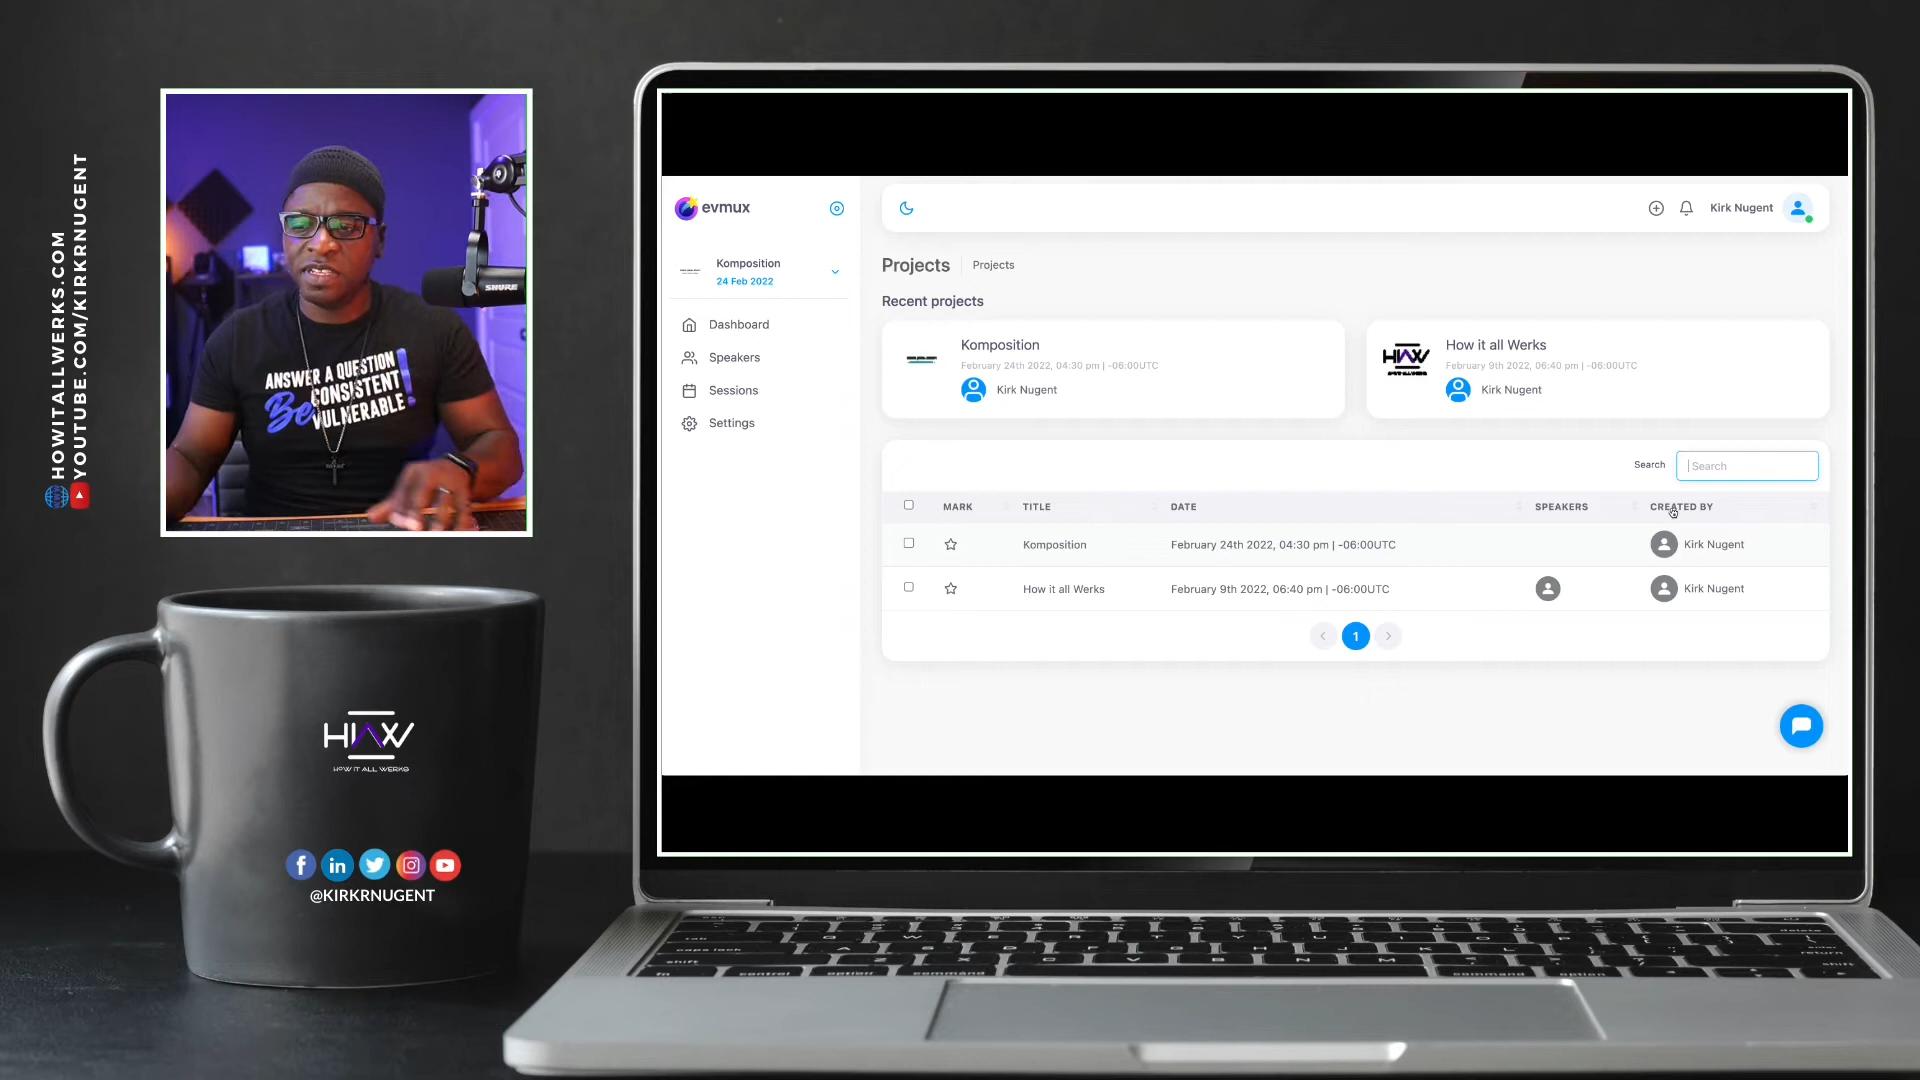 HOWITALLWERKS.COM
YOUTUBE.COM/KIRKRNUGENT
SHURE
ANSWER A QUESTION
Be CONSISTENT
VULNERABLE!
HIAW
HOW IT ALL WERKS
@KIRKRNUGENT
evmux
Kirk Nugent
Komposition
24 Feb 2022
Dashboard
Speakers
Sessions
Settings
Projects
Projects
Recent projects
Komposition
February 24th 2022, 04:30 pm | -06:00UTC
Kirk Nugent
HIAW
How it all Werks
February 9th 2022, 06:40 pm | -06:00UTC
Kirk Nugent
Search
Search
MARK TITLE DATE SPEAKERS CREATED BY
Komposition February 24th 2022, 04:30 pm | -06:00UTC Kirk Nugent
How it all Werks February 9th 2022, 06:40 pm | -06:00UTC Kirk Nugent
1